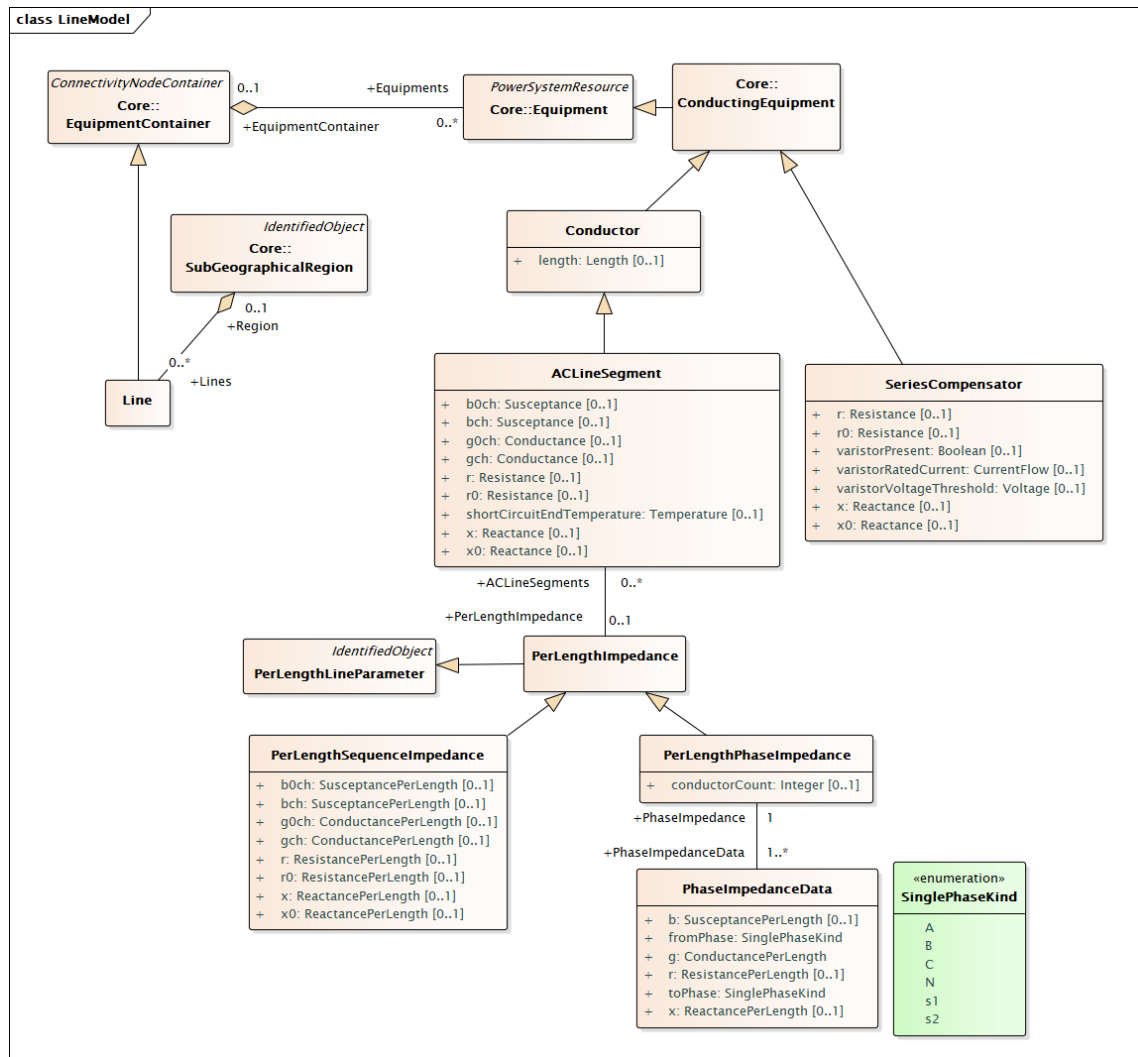 class LineModel
ConnectivityNodeContainer
Core::
EquipmentContainer
0..1
+EquipmentContainer
+Equipments
0..*
PowerSystemResource
Core::Equipment
Core::
ConductingEquipment
IdentifiedObject
Core::
SubGeographicalRegion
0..1
+Region
0..*
+Lines
Line
Conductor
+ length: Length [0..1]
ACLineSegment
+ b0ch: Susceptance [0..1]
+ bch: Susceptance [0..1]
+ g0ch: Conductance [0..1]
+ gch: Conductance [0..1]
+ r: Resistance [0..1]
+ r0: Resistance [0..1]
+ shortCircuitEndTemperature: Temperature [0..1]
+ x: Reactance [0..1]
+ x0: Reactance [0..1]
SeriesCompensator
+ r: Resistance [0..1]
+ r0: Resistance [0..1]
+ varistorPresent: Boolean [0..1]
+ varistorRatedCurrent: CurrentFlow [0..1]
+ varistorVoltageThreshold: Voltage [0..1]
+ x: Reactance [0..1]
+ x0: Reactance [0..1]
+ACLineSegments
0..*
+PerLengthImpedance
0..1
IdentifiedObject
PerLengthLineParameter
PerLengthImpedance
PerLengthSequenceImpedance
+ b0ch: SusceptancePerLength [0..1]
+ bch: SusceptancePerLength [0..1]
+ g0ch: ConductancePerLength [0..1]
+ gch: ConductancePerLength [0..1]
+ r: ResistancePerLength [0..1]
+ r0: ResistancePerLength [0..1]
+ x: ReactancePerLength [0..1]
+ x0: ReactancePerLength [0..1]
PerLengthPhaseImpedance
+ conductorCount: Integer [0..1]
+PhaseImpedance
1
+PhaseImpedanceData
1..*
PhaseImpedanceData
+ b: SusceptancePerLength [0..1]
+ fromPhase: SinglePhaseKind
+ g: ConductancePerLength
+ r: ResistancePerLength [0..1]
+ toPhase: SinglePhaseKind
+ x: ReactancePerLength [0..1]
«enumeration»
SinglePhaseKind
A
B
C
N
s1
s2